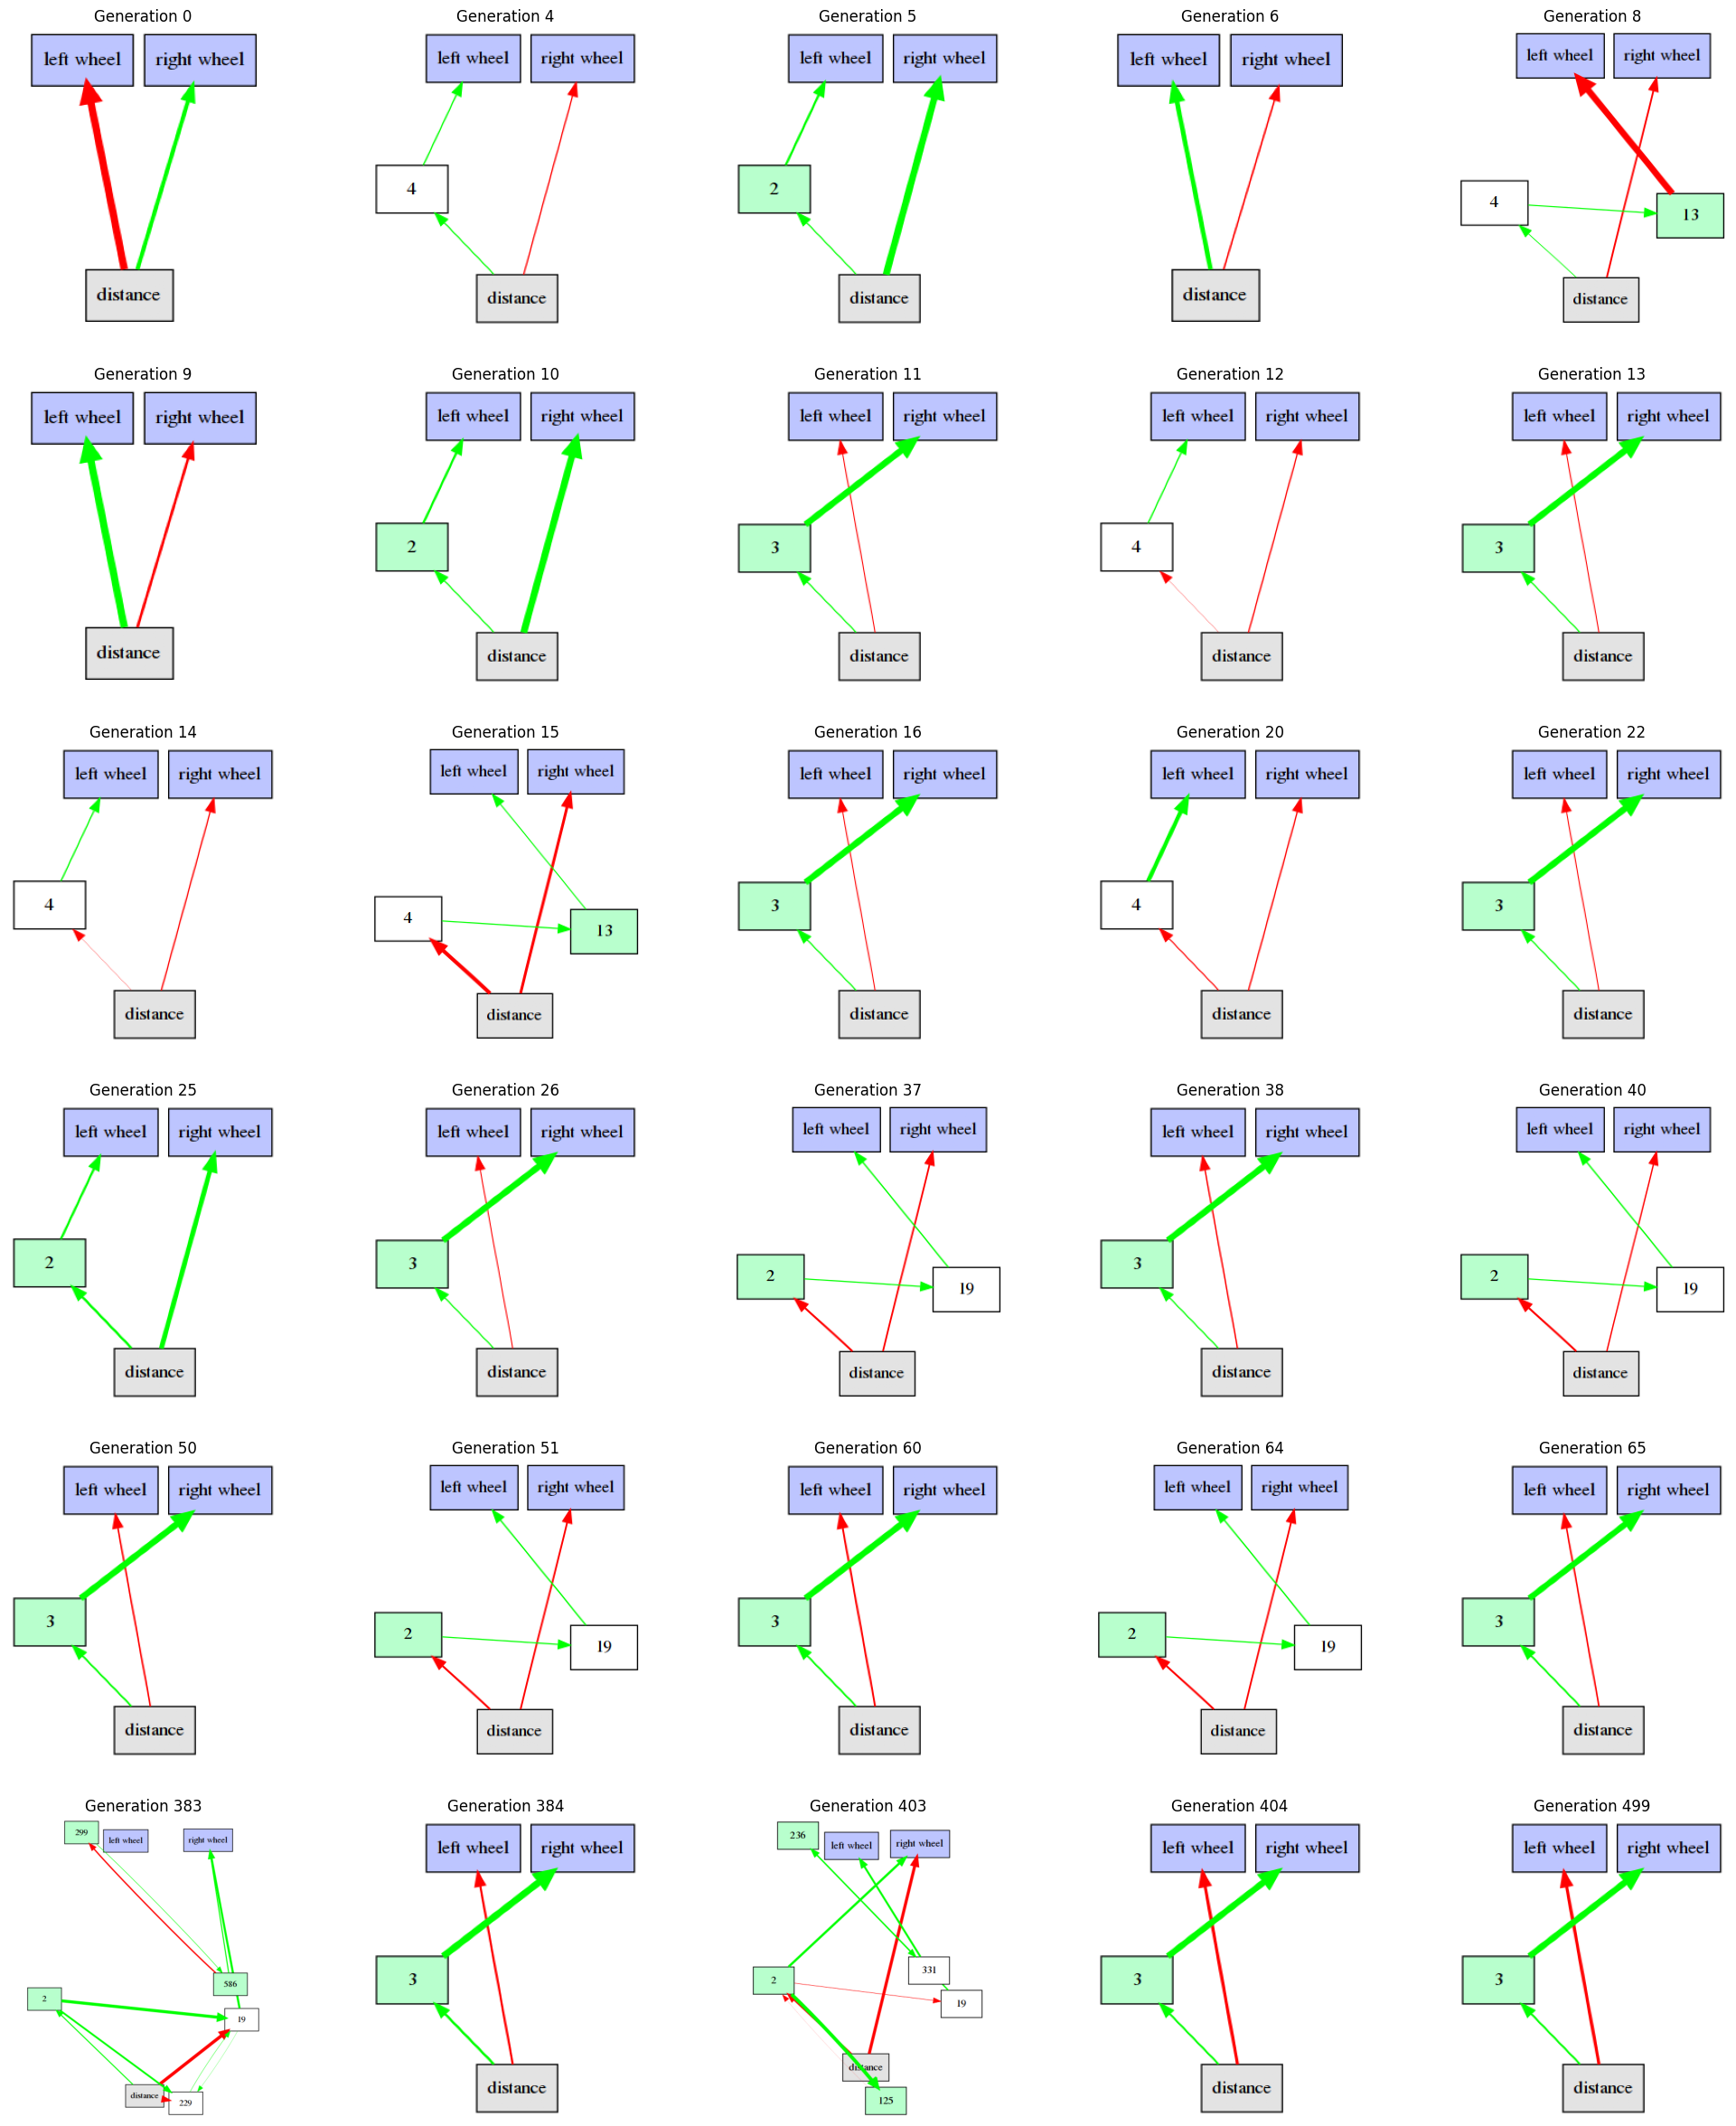 Generation 0 Generation 4 Generation 5 Generation 6 Generation 8
left wheel right wheel left wheel right wheel left wheel right wheel left wheel right wheel left wheel right wheel
4 2 4 13
distance distance distance distance distance
Generation 9 Generation 10 Generation 11 Generation 12 Generation 13
left wheel right wheel left wheel right wheel left wheel right wheel left wheel right wheel left wheel right wheel
2 3 4 3
distance distance distance distance distance
Generation 14 Generation 15 Generation 16 Generation 20 Generation 22
left wheel right wheel left wheel right wheel left wheel right wheel left wheel right wheel left wheel right wheel
4 4 13 3 4 3
distance distance distance distance distance
Generation 25 Generation 26 Generation 37 Generation 38 Generation 40
left wheel right wheel left wheel right wheel left wheel right wheel left wheel right wheel left wheel right wheel
2 3 2 19 3 2 19
distance distance distance distance distance
Generation 50 Generation 51 Generation 60 Generation 64 Generation 65
left wheel right wheel left wheel right wheel left wheel right wheel left wheel right wheel left wheel right wheel
3 2 19 3 2 19 3
distance distance distance distance distance
Generation 383 Generation 384 Generation 403 Generation 404 Generation 499
299 left wheel right wheel left wheel right wheel 236 left wheel right wheel left wheel right wheel left wheel right wheel
586 331
2 3 2 3 3
19 19
distance distance distance distance distance
229 125